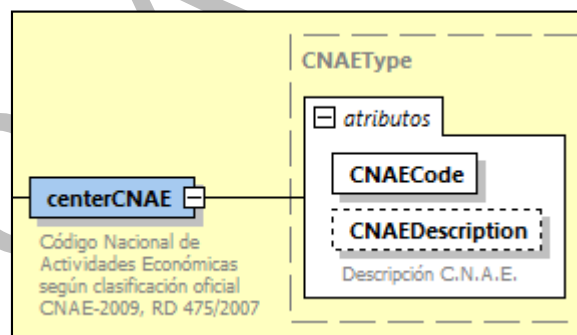 CNAEType
atributos
CNAECode
centerCNAE
CNAEDescription
Descripción C.N.A.E.
Código Nacional de
Actividades Económicas
según clasificación oficial
CNAE-2009, RD 475/2007